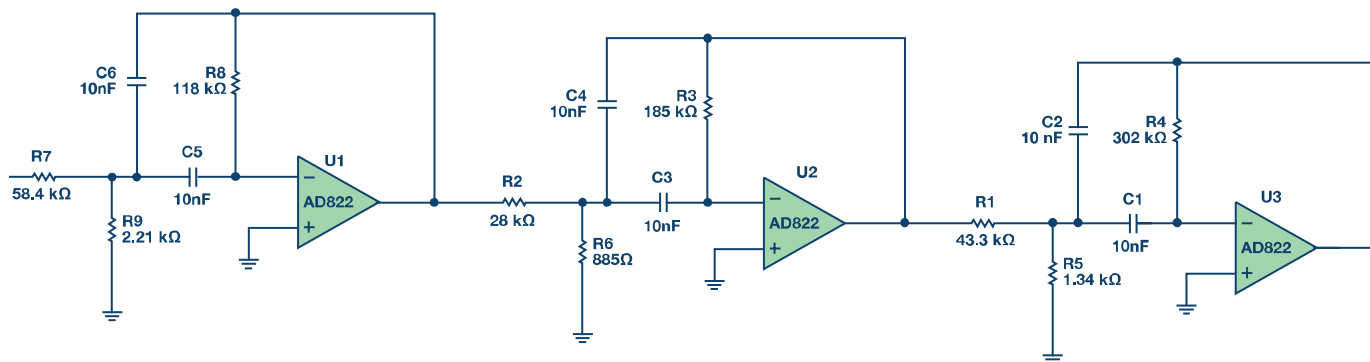 C6
10nF
R8
118 kΩ
R7
58.4 kΩ
C5
10nF
R9
2.21 kΩ
U1
−
AD822
+
R2
28 kΩ
C4
10nF
R3
185 kΩ
C3
10nF
R6
885Ω
U2
−
AD822
+
R1
43.3 kΩ
C2
10 nF
R4
302 kΩ
C1
10nF
R5
1.34 kΩ
U3
−
AD822
+